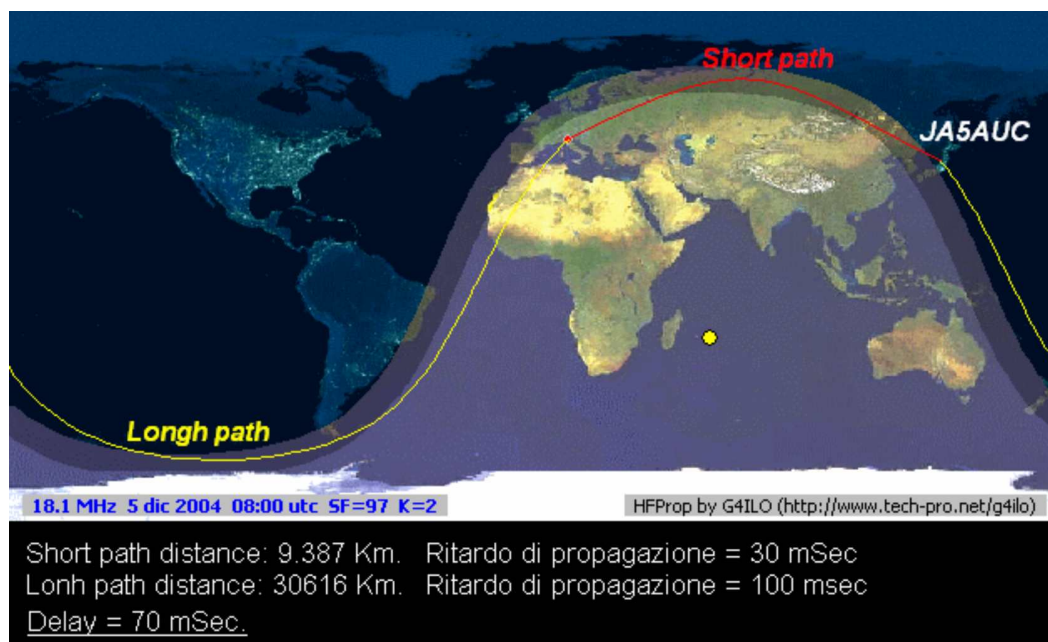 Short path
JA5AUC
Longh path
18.1 MHz 5 dic 2004 08:00 utc SF=97 K=2
HFProp by G4ILO (http://www.tech-pro.net/g4ilo)
Short path distance: 9.387 Km. Ritardo di propagazione = 30 mSec
Lonh path distance: 30616 Km. Ritardo di propagazione = 100 msec
Delay = 70 mSec.